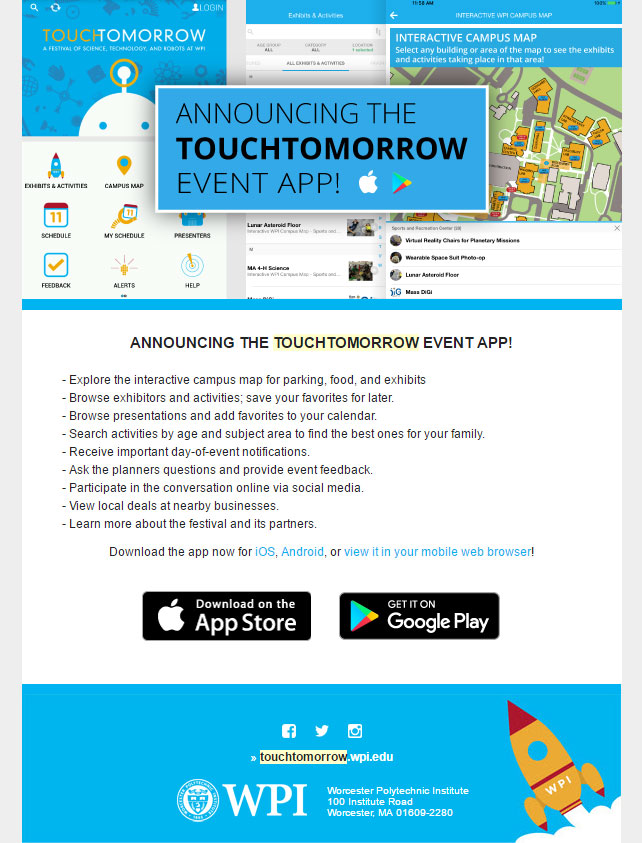 LOGIN
TOUCHTOMORROW
A FESTIVAL OF SCIENCE, TECHNOLOGY, AND ROBOTS AT WPI
EXHIBITS & ACTIVITIES
CAMPUS MAP
11
SCHEDULE
MY SCHEDULE
PRESENTERS
FEEDBACK
ALERTS
HELP
Exhibits & Activities
AGE GROUP
ALL
CATEGORY
ALL
LOCATION
1 selected
ALL EXHIBITS & ACTIVITIES
Lunar Asteroid Floor
Interactive WPI Campus Map - Sports and...
M
MA 4-H Science
Interactive WPI Campus Map - Sports and...
Mass DiGi
11:59 AM
100%
INTERACTIVE WPI CAMPUS MAP
INTERACTIVE CAMPUS MAP
Select any building or area of the map to see the exhibits
and activities taking place in that area!
Sports and Recreation Center (28)
Virtual Reality Chairs for Planetary Missions
Wearable Space Suit Photo-op
Lunar Asteroid Floor
Mass DiGi
ANNOUNCING THE
TOUCHTOMORROW
EVENT APP!
ANNOUNCING THE TOUCHTOMORROW EVENT APP!
- Explore the interactive campus map for parking, food, and exhibits
- Browse exhibitors and activities; save your favorites for later.
- Browse presentations and add favorites to your calendar.
- Search activities by age and subject area to find the best ones for your family.
- Receive important day-of-event notifications.
- Ask the planners questions and provide event feedback.
- Participate in the conversation online via social media.
- View local deals at nearby businesses.
- Learn more about the festival and its partners.
Download the app now for iOS, Android, or view it in your mobile web browser!
Download on the
App Store
GET IT ON
Google Play
» touchtomorrow.wpi.edu
WPI
Worcester Polytechnic Institute
100 Institute Road
Worcester, MA 01609-2280
WPI